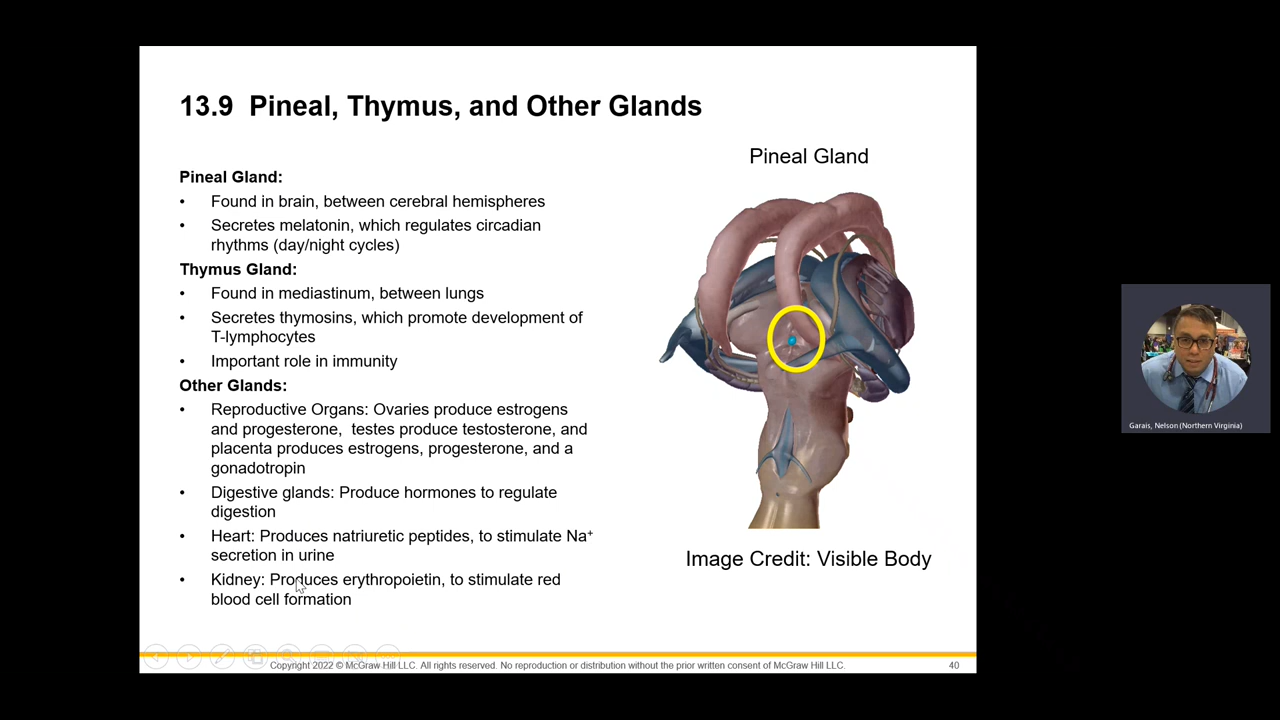 13.9  Pineal, Thymus, and Other Glands
Pineal Gland:
• Found in brain, between cerebral hemispheres
• Secretes melatonin, which regulates circadian
rhythms (day/night cycles)
Thymus Gland:
• Found in mediastinum, between lungs
• Secretes thymosins, which promote development of
T-lymphocytes
• Important role in immunity
Other Glands:
• Reproductive Organs: Ovaries produce estrogens
and progesterone,  testes produce testosterone, and
placenta produces estrogens, progesterone, and a
gonadotropin
• Digestive glands: Produce hormones to regulate
digestion
• Heart: Produces natriuretic peptides, to stimulate Na⁺
secretion in urine
• Kidney: Produces erythropoietin, to stimulate red
blood cell formation
Pineal Gland
Image Credit: Visible Body
Copyright 2022 © McGraw Hill LLC. All rights reserved. No reproduction or distribution without the prior written consent of McGraw Hill LLC.
40
Garais, Nelson (Northern Virginia)